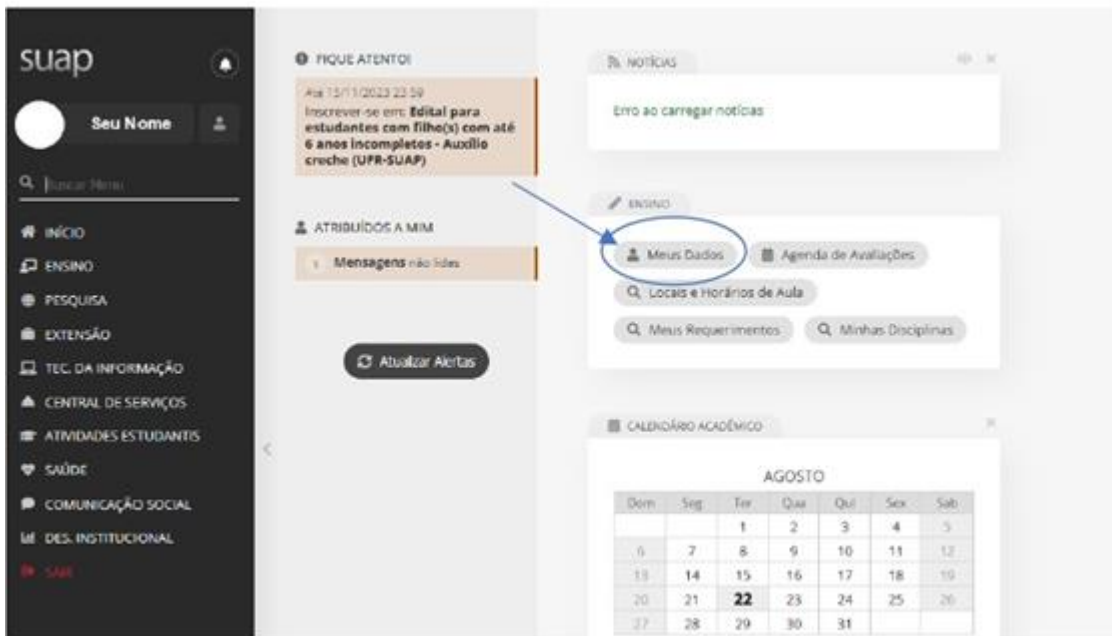 suap
Seu Nome
Buscar Menu
INÍCIO
ENSINO
PESQUISA
EXTENSÃO
TEC. DA INFORMAÇÃO
CENTRAL DE SERVIÇOS
ATIVIDADES ESTUDANTIS
SAÚDE
COMUNICAÇÃO SOCIAL
DES. INSTITUCIONAL
SAIR
FIQUE ATENTO!
Até 15/11/2023 23:59
Inscrever-se em: Edital para
estudantes com filho(s) com até
6 anos incompletos - Auxílio
creche (UFR-SUAP)
ATRIBUÍDOS A MIM
Mensagens não lidas
Atualizar Alertas
NOTÍCIAS
Erro ao carregar notícias
ENSINO
Meus Dados
Agenda de Avaliações
Locais e Horários de Aula
Meus Requerimentos
Minhas Disciplinas
CALENDÁRIO ACADÊMICO
AGOSTO
Dom Seg Ter Qua Qui Sex Sab
1 2 3 4 5
6 7 8 9 10 11 12
13 14 15 16 17 18 19
20 21 22 23 24 25 26
27 28 29 30 31